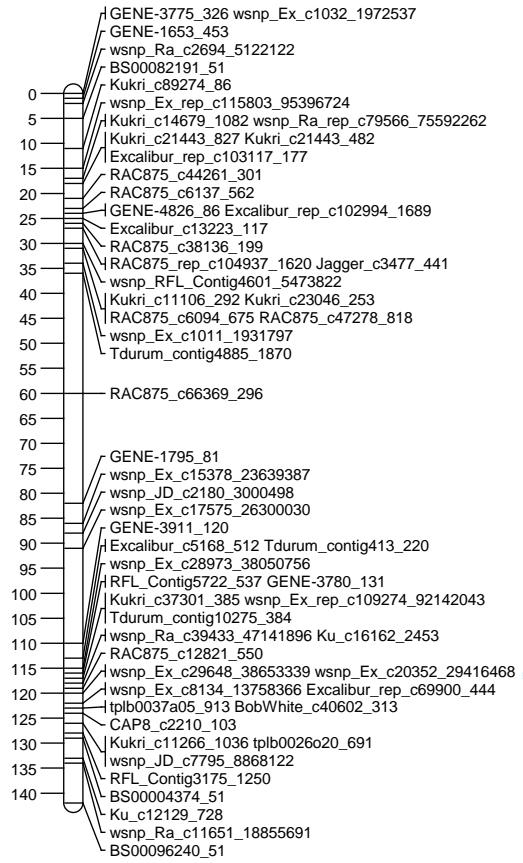 GENE-3775_326 wsnp_Ex_c1032_1972537
GENE-1653_453
wsnp_Ra_c2694_5122122
BS00082191_51
Kukri_c89274_86
wsnp_Ex_rep_c115803_95396724
Kukri_c14679_1082 wsnp_Ra_rep_c79566_75592262
Kukri_c21443_827 Kukri_c21443_482
Excalibur_rep_c103117_177
RAC875_c44261_301
RAC875_c6137_562
GENE-4826_86 Excalibur_rep_c102994_1689
Excalibur_c13223_117
RAC875_c38136_199
RAC875_rep_c104937_1620 Jagger_c3477_441
wsnp_RFL_Contig4601_5473822
Kukri_c11106_292 Kukri_c23046_253
RAC875_c6094_675 RAC875_c47278_818
wsnp_Ex_c1011_1931797
Tdurum_contig4885_1870
RAC875_c66369_296
GENE-1795_81
wsnp_Ex_c15378_23639387
wsnp_JD_c2180_3000498
wsnp_Ex_c17575_26300030
GENE-3911_120
Excalibur_c5168_512 Tdurum_contig413_220
wsnp_Ex_c28973_38050756
RFL_Contig5722_537 GENE-3780_131
Kukri_c37301_385 wsnp_Ex_rep_c109274_92142043
Tdurum_contig10275_384
wsnp_Ra_c39433_47141896 Ku_c16162_2453
RAC875_c12821_550
wsnp_Ex_c29648_38653339 wsnp_Ex_c20352_29416468
wsnp_Ex_c8134_13758366 Excalibur_rep_c69900_444
tplb0037a05_913 BobWhite_c40602_313
CAP8_c2210_103
Kukri_c11266_1036 tplb0026o20_691
wsnp_JD_c7795_8868122
RFL_Contig3175_1250
BS00004374_51
Ku_c12129_728
wsnp_Ra_c11651_18855691
BS00096240_51
0
5
10
15
20
25
30
35
40
45
50
55
60
65
70
75
80
85
90
95
100
105
110
115
120
125
130
135
140